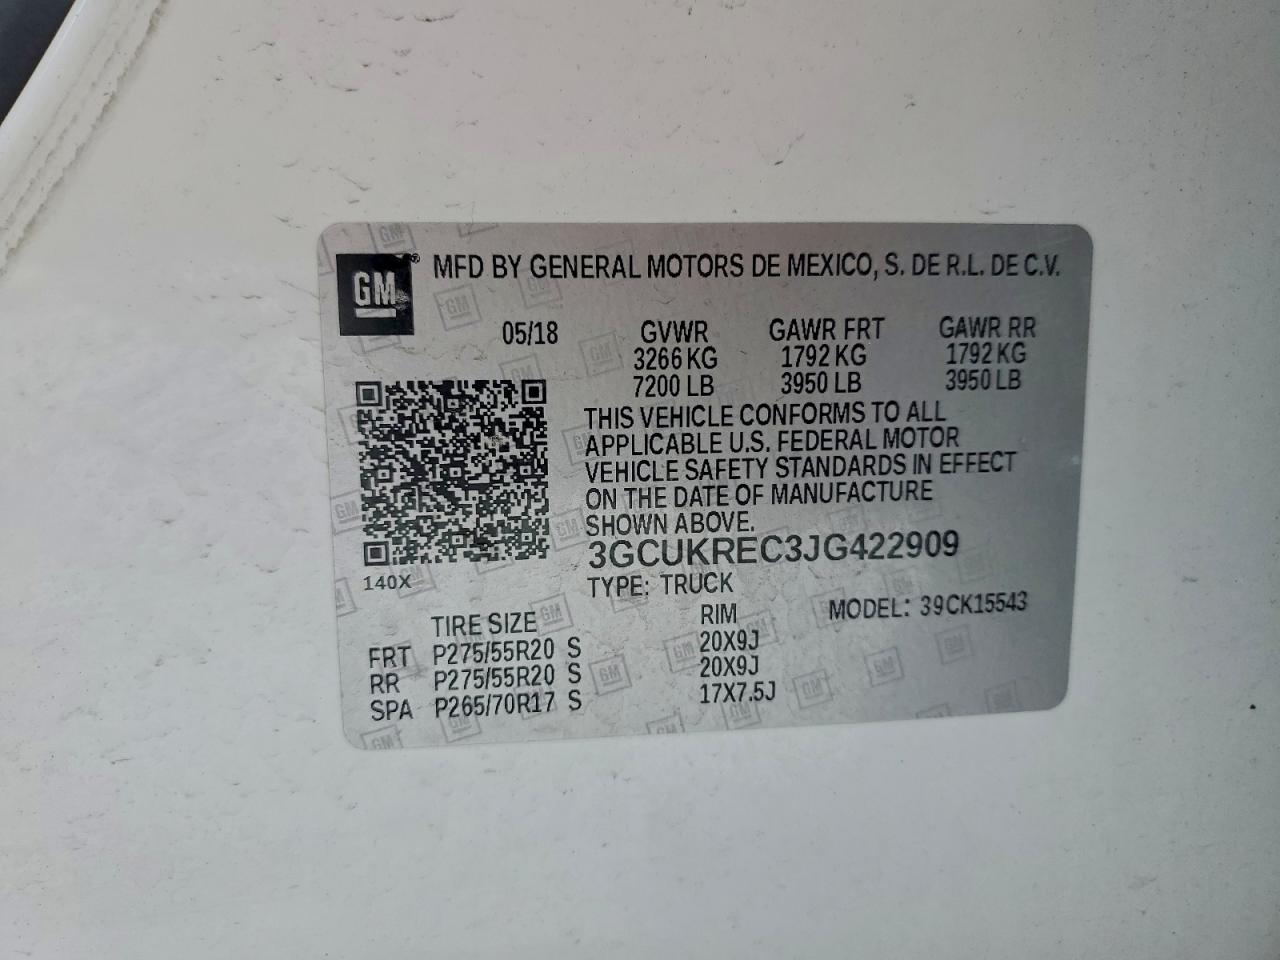 GM® MFD BY GENERAL MOTORS DE MEXICO, S. DE R.L. DE C.V.
05/18 GVWR GAWR FRT GAWR RR
3266 KG 1792 KG 1792 KG
7200 LB 3950 LB 3950 LB
THIS VEHICLE CONFORMS TO ALL
APPLICABLE U.S. FEDERAL MOTOR
VEHICLE SAFETY STANDARDS IN EFFECT
ON THE DATE OF MANUFACTURE
SHOWN ABOVE.
3GCUKREC3JG422909
140X TYPE: TRUCK
TIRE SIZE RIM MODEL: 39CK15543
FRT P275/55R20 S 20X9J
RR P275/55R20 S 20X9J
SPA P265/70R17 S 17X7.5J